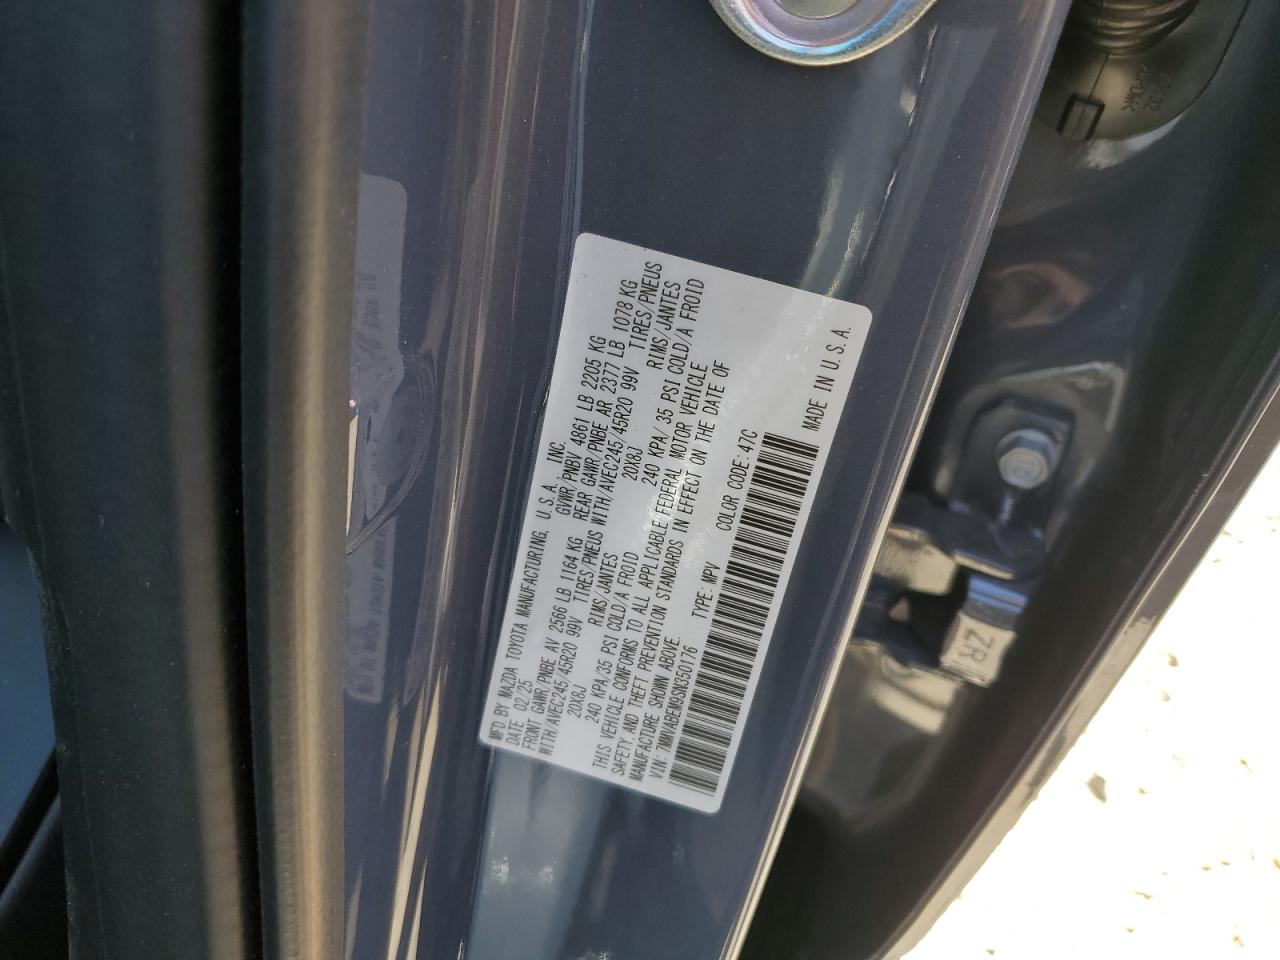 MFD. BY MAZDA TOYOTA MANUFACTURING, U.S.A., INC.
DATE 02/25 GVWR/PNBV 4861 LB 2205 KG
FRONT GAWR/PNBE AV 2566 LB 1164 KG REAR GAWR/PNBE AR 2377 LB 1078 KG
WITH/AVEC245/45R20 99V TIRES/PNEUS WITH/AVEC245/45R20 99V TIRES/PNEUS
20X8J RIMS/JANTES 20X8J RIMS/JANTES
240 KPA/35 PSI COLD/A FROID 240 KPA/35 PSI COLD/A FROID
THIS VEHICLE CONFORMS TO ALL APPLICABLE FEDERAL MOTOR VEHICLE
SAFETY, AND THEFT PREVENTION STANDARDS IN EFFECT ON THE DATE OF
MANUFACTURE SHOWN ABOVE.
VIN: 7MMVABEM9SN350176 TYPE: MPV COLOR CODE: 47C
MADE IN U.S.A.
ZR